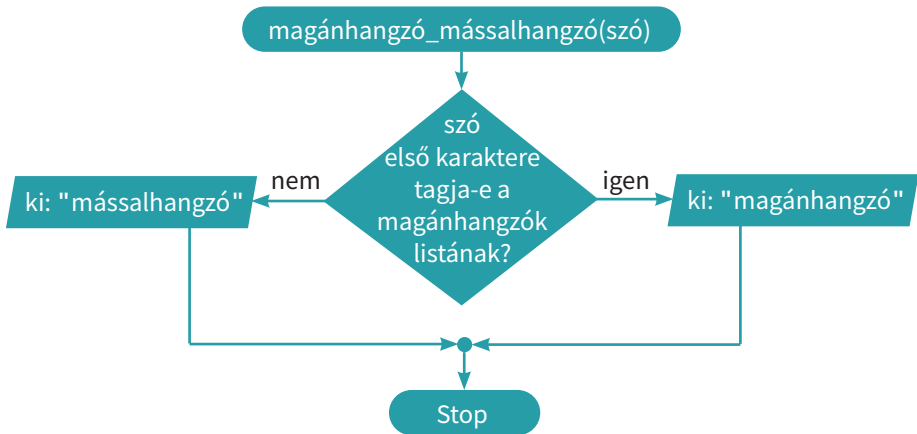 magánhangzó_mássalhangzó(szó)
szó
első karaktere
tagja-e a
magánhangzók
listának?
nem
igen
ki: "mássalhangzó"
ki: "magánhangzó"
Stop